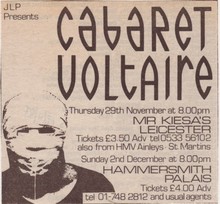 JLP
Presents
CABARET
VOLTAIRE
Thursday 29th November at 8.00pm
MR KIESA'S
LEICESTER
Tickets £3.50 Adv tel 0533 56102
also from HMV Ainleys · St Martins
Sunday 2nd December at 8.00pm
HAMMERSMITH
PALAIS
Tickets £4.00 Adv
tel 01-748 2812 and usual agents